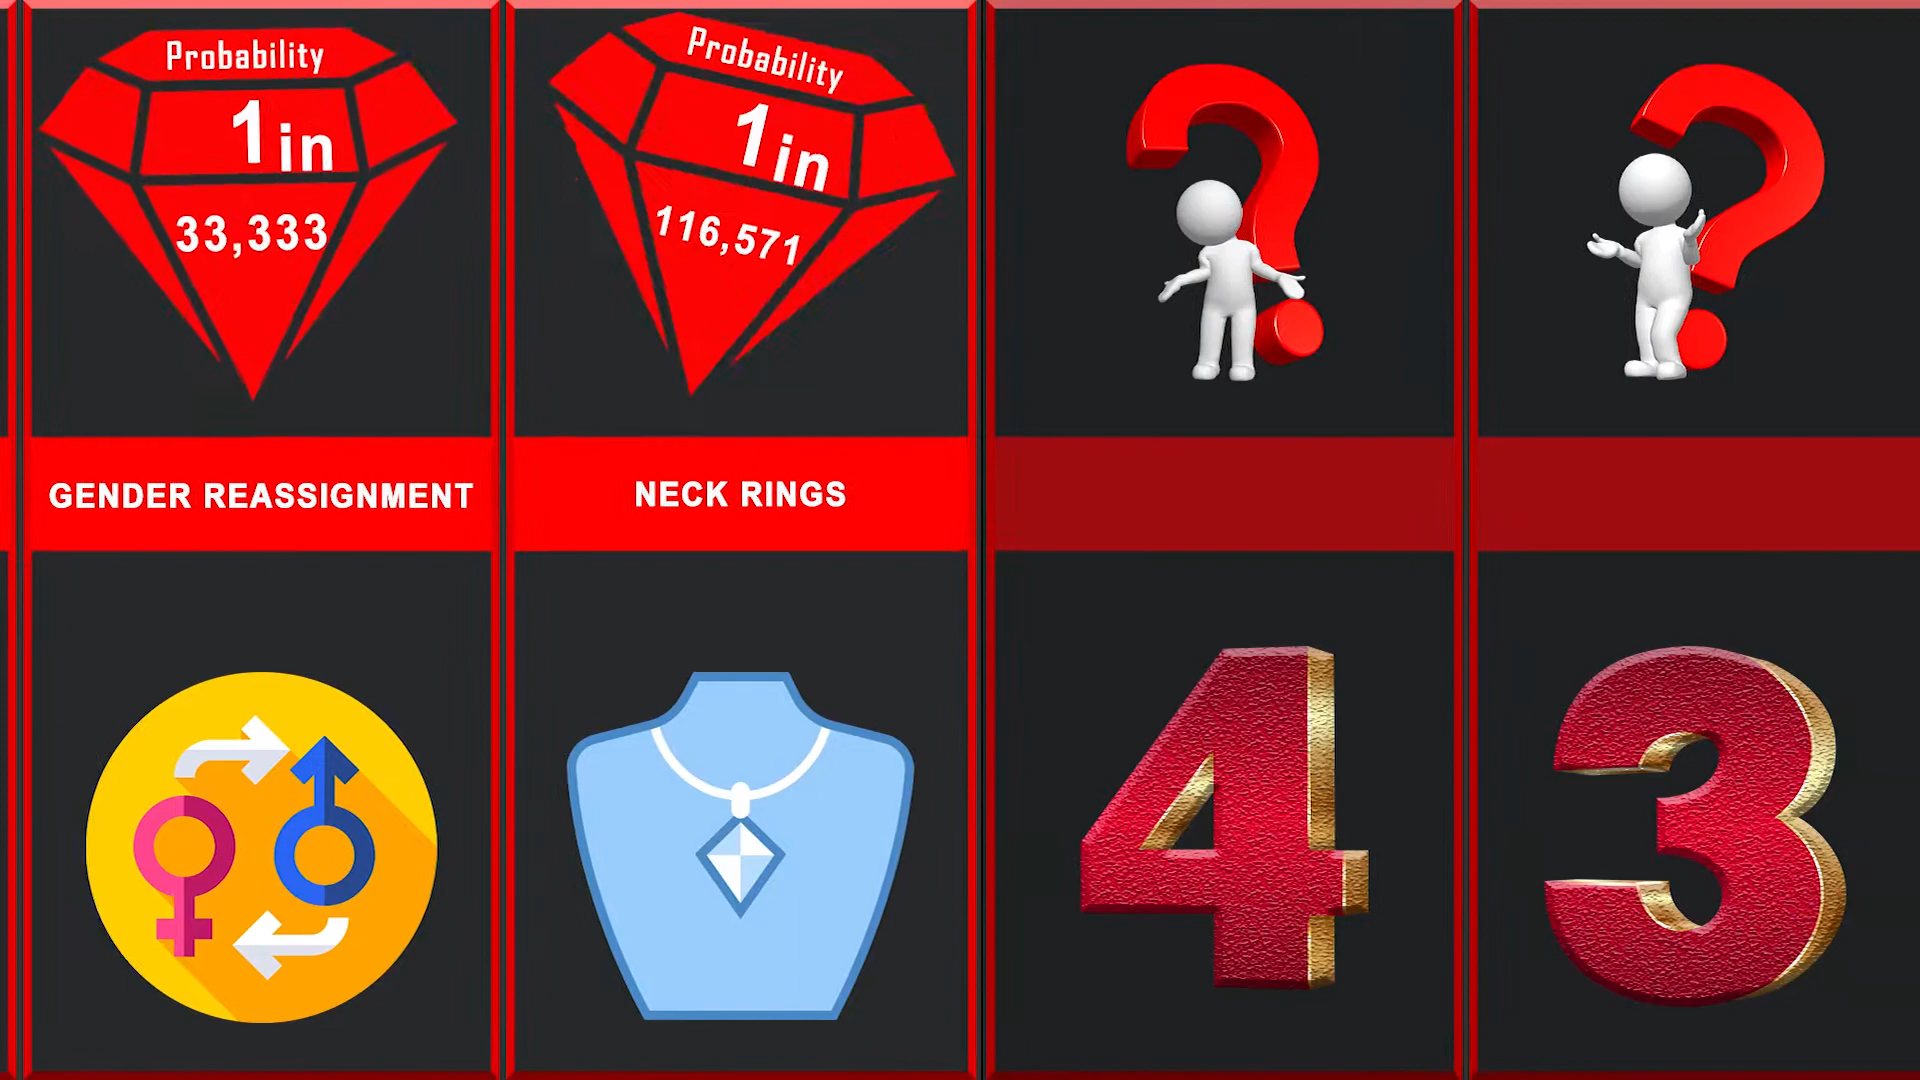 Probability
1 in
33,333
GENDER REASSIGNMENT
Probability
1 in
116,571
NECK RINGS
?
4
?
3